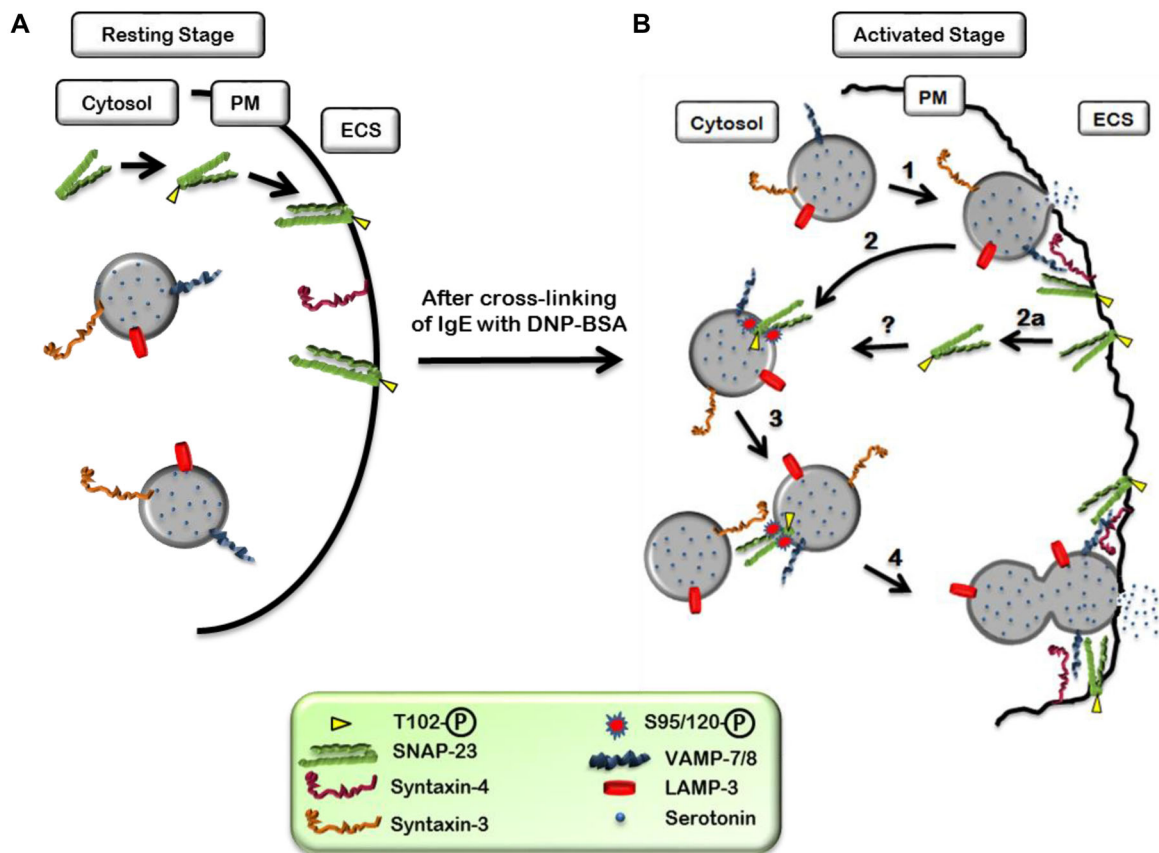 A
Resting Stage
Cytosol
PM
ECS
After cross-linking
of IgE with DNP-BSA
B
Activated Stage
PM
Cytosol
ECS
1
2
2a
?
3
4
T102-P
SNAP-23
Syntaxin-4
Syntaxin-3
S95/120-P
VAMP-7/8
LAMP-3
Serotonin